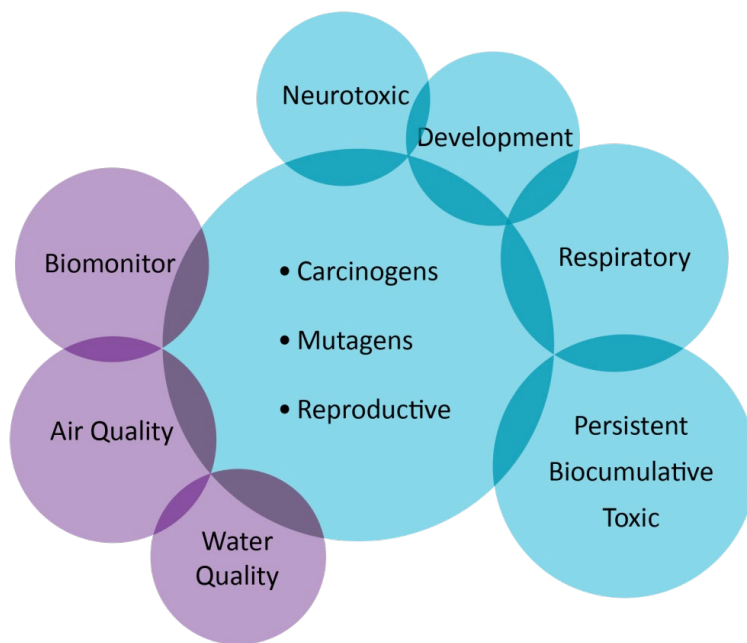 Neurotoxic
Development
Biomonitor
Respiratory
• Carcinogens
• Mutagens
• Reproductive
Air Quality
Persistent
Biocumulative
Toxic
Water
Quality